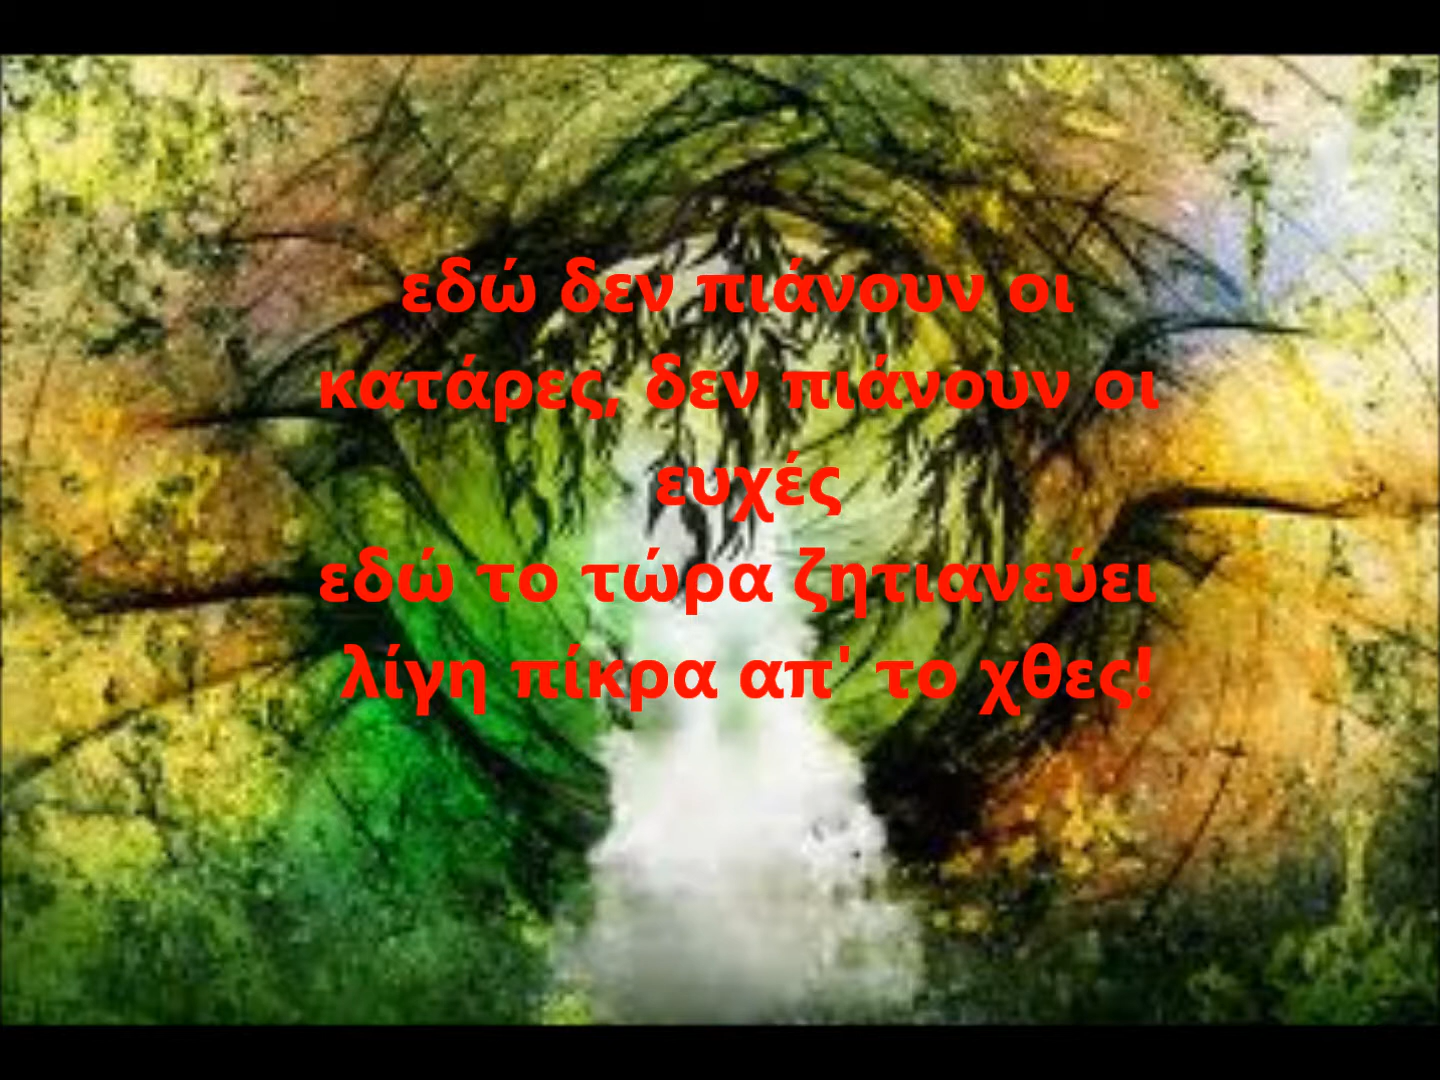 εδώ δεν πιάνουν οι
κατάρες, δεν πιάνουν οι
ευχές
εδώ το τώρα ζητιανεύει
λίγη πίκρα απ' το χθες!